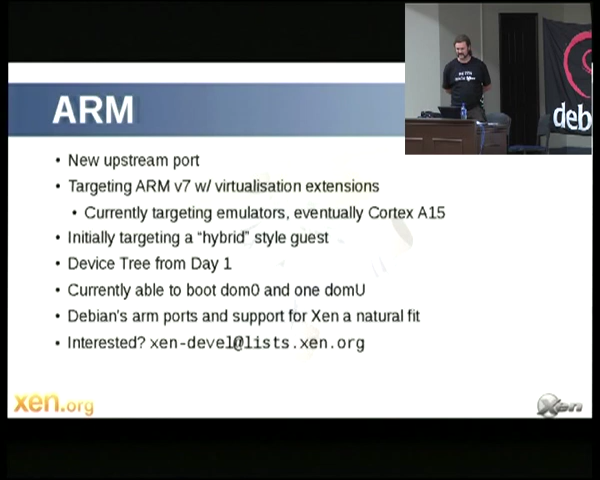 ARM
• New upstream port
• Targeting ARM v7 w/ virtualisation extensions
• Currently targeting emulators, eventually Cortex A15
• Initially targeting a “hybrid” style guest
• Device Tree from Day 1
• Currently able to boot dom0 and one domU
• Debian's arm ports and support for Xen a natural fit
• Interested? xen-devel@lists.xen.org
xen.org
Xen
deb